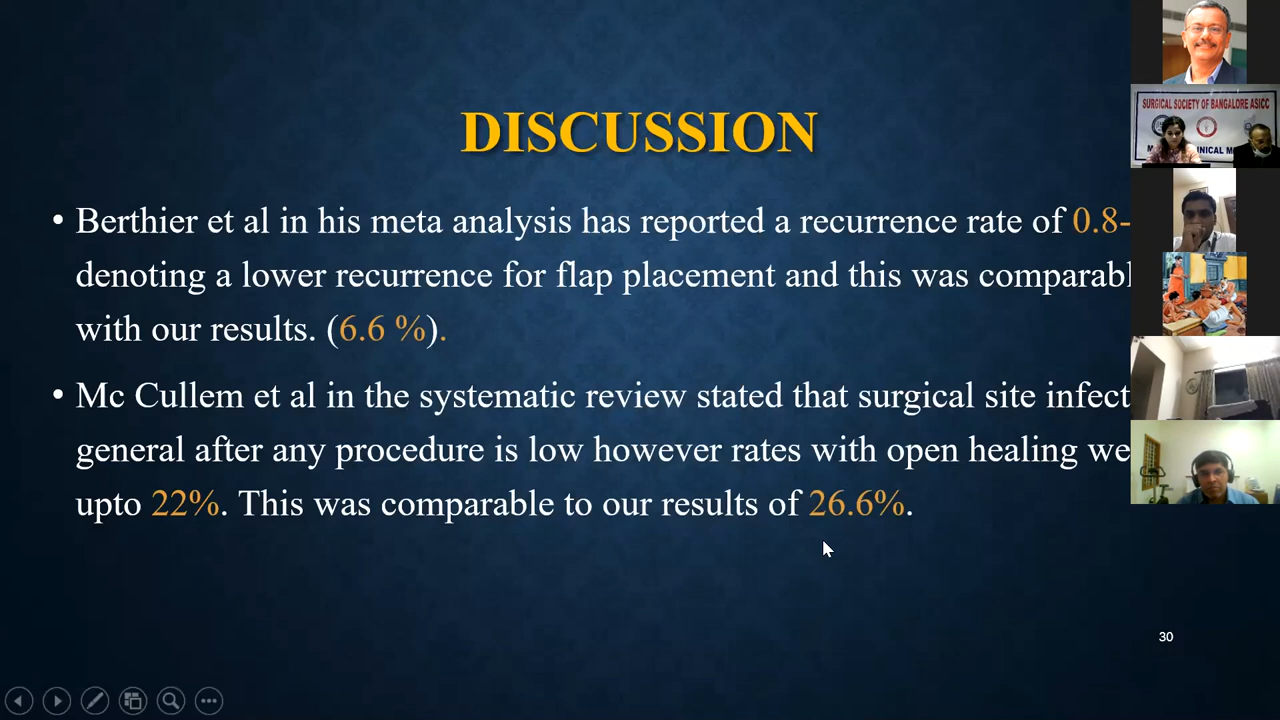 DISCUSSION
• Berthier et al in his meta analysis has reported a recurrence rate of 0.8-
denoting a lower recurrence for flap placement and this was comparabl
with our results. (6.6 %).
• Mc Cullem et al in the systematic review stated that surgical site infect
general after any procedure is low however rates with open healing we
upto 22%. This was comparable to our results of 26.6%.
30
SURGICAL SOCIETY OF BANGALORE ASICC